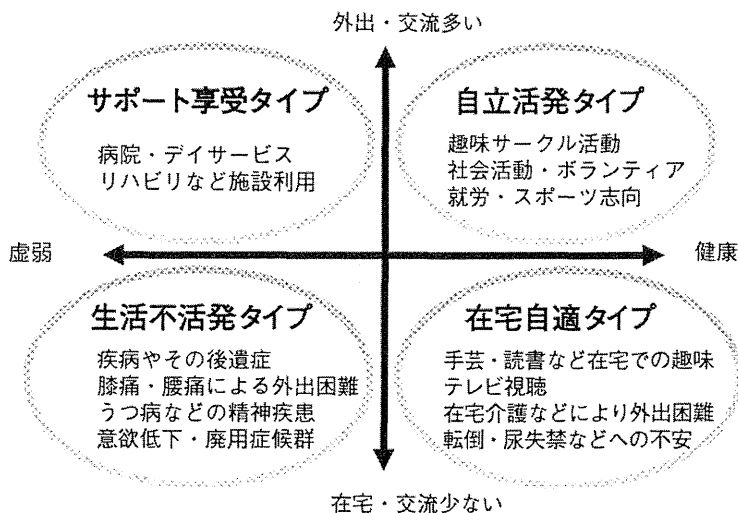 外出・交流多い
サポート享受タイプ
病院・デイサービス
リハビリなど施設利用
自立活発タイプ
趣味サークル活動
社会活動・ボランティア
就労・スポーツ志向
虚弱
健康
生活不活発タイプ
疾病やその後遺症
膝痛・腰痛による外出困難
うつ病などの精神疾患
意欲低下・廃用症候群
在宅自適タイプ
手芸・読書など在宅での趣味
テレビ視聴
在宅介護などにより外出困難
転倒・尿失禁などへの不安
在宅・交流少ない